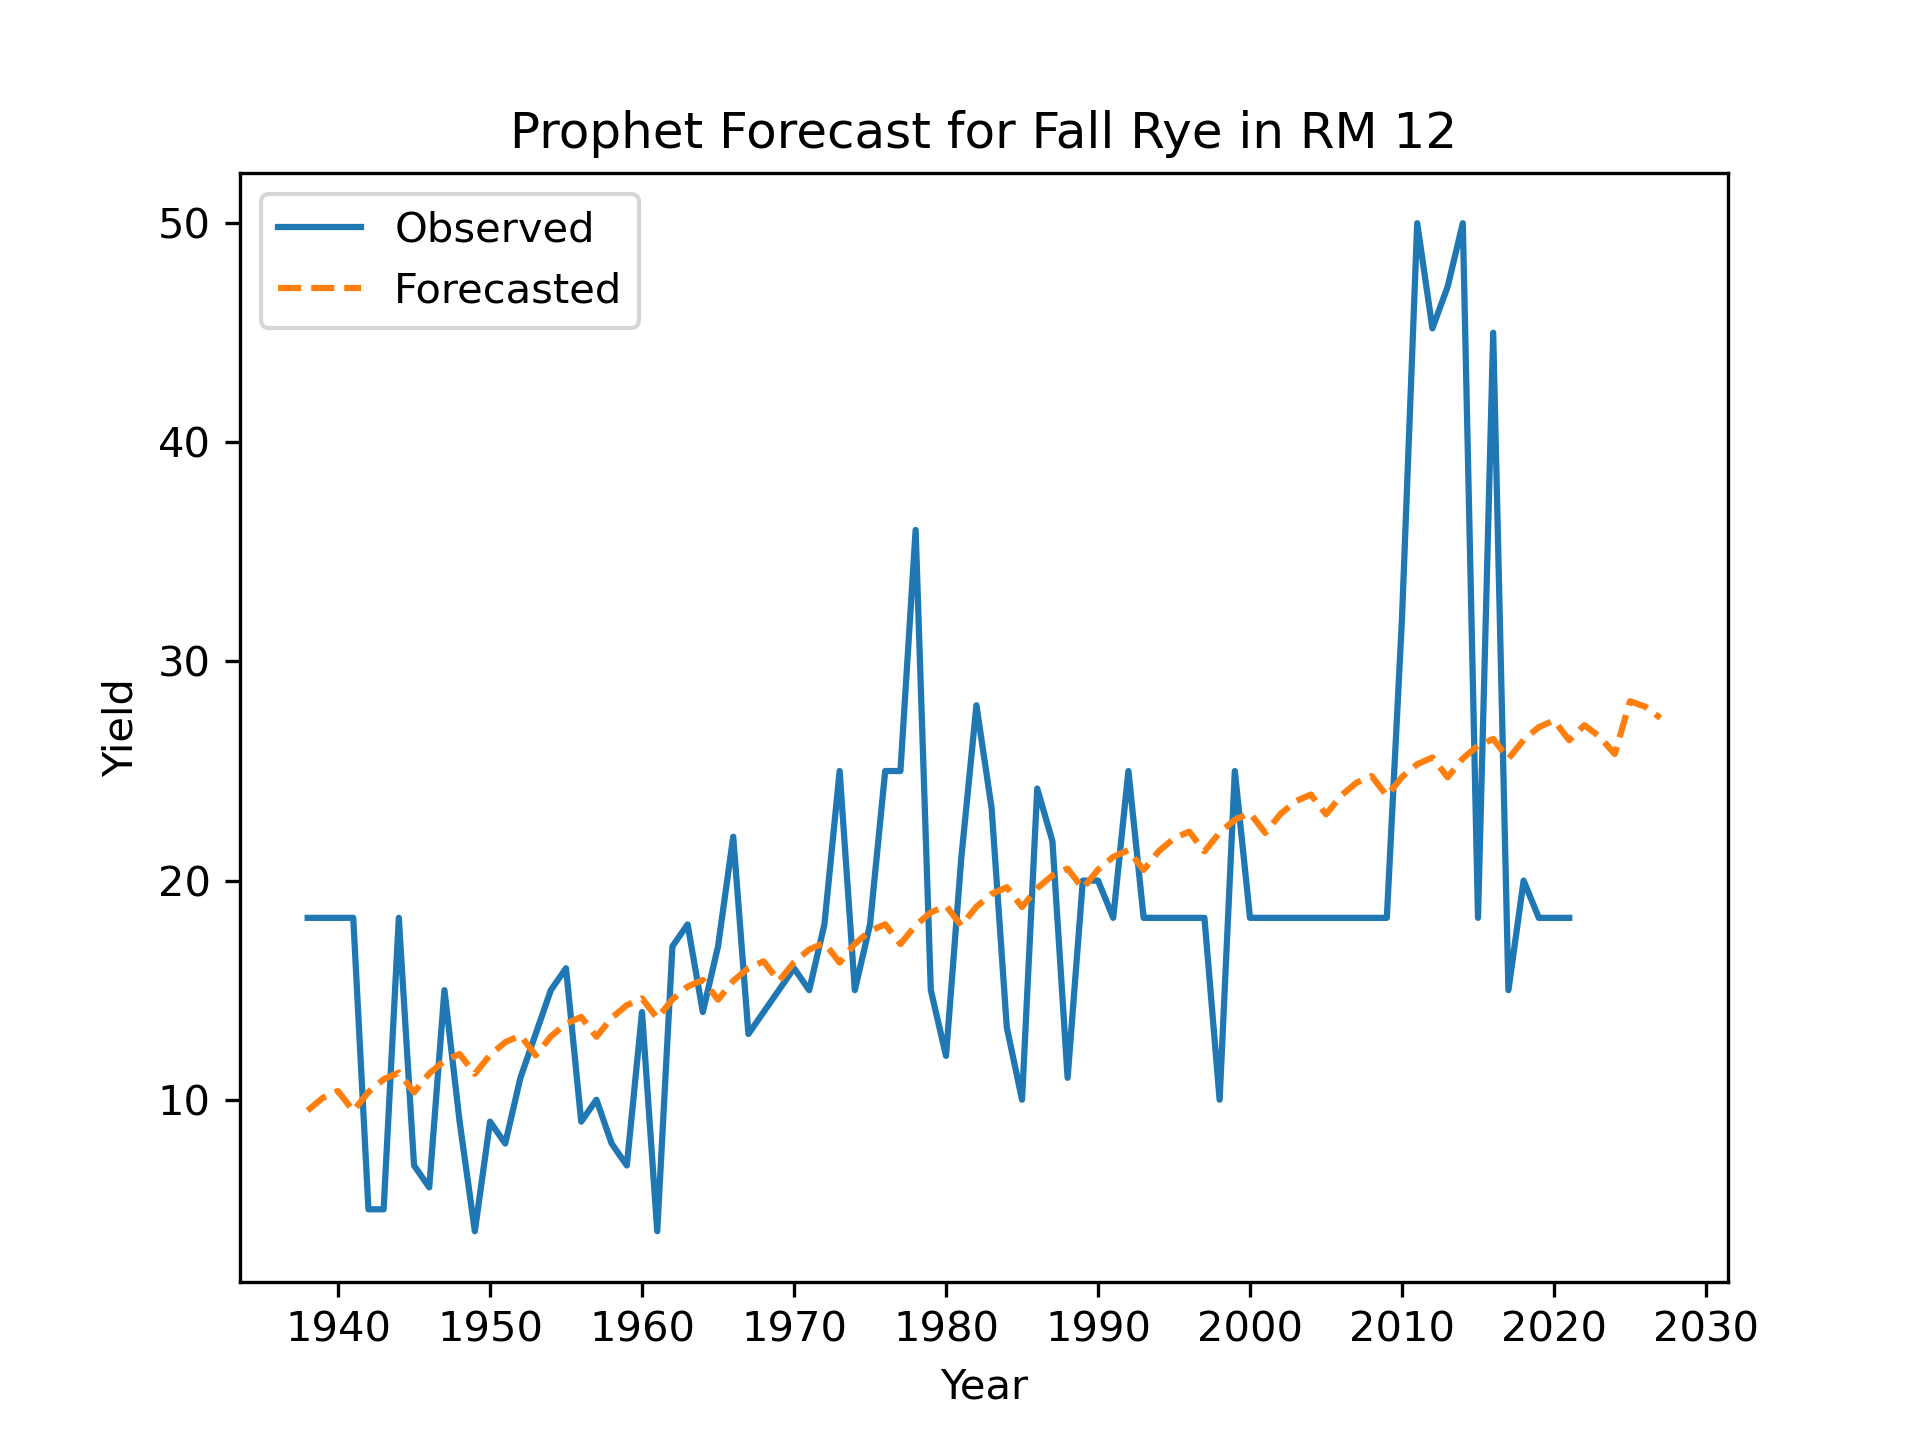 Prophet Forecast for Fall Rye in RM 12
Observed
Forecasted
50
40
30
20
10
Yield
1940 1950 1960 1970 1980 1990 2000 2010 2020 2030
Year